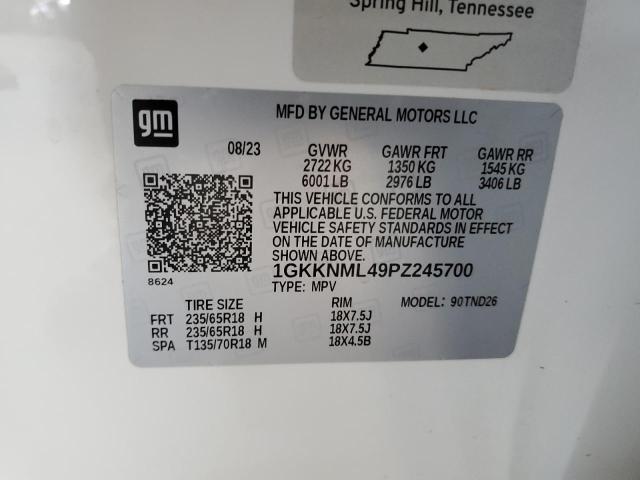 Spring Hill, Tennessee
gm
MFD BY GENERAL MOTORS LLC
08/23 GVWR GAWR FRT GAWR RR
2722 KG 1350 KG 1545 KG
6001 LB 2976 LB 3406 LB
THIS VEHICLE CONFORMS TO ALL
APPLICABLE U.S. FEDERAL MOTOR
VEHICLE SAFETY STANDARDS IN EFFECT
ON THE DATE OF MANUFACTURE
SHOWN ABOVE.
8624
1GKKNML49PZ245700
TYPE: MPV
TIRE SIZE RIM MODEL: 90TND26
FRT 235/65R18 H 18X7.5J
RR 235/65R18 H 18X7.5J
SPA T135/70R18 M 18X4.5B